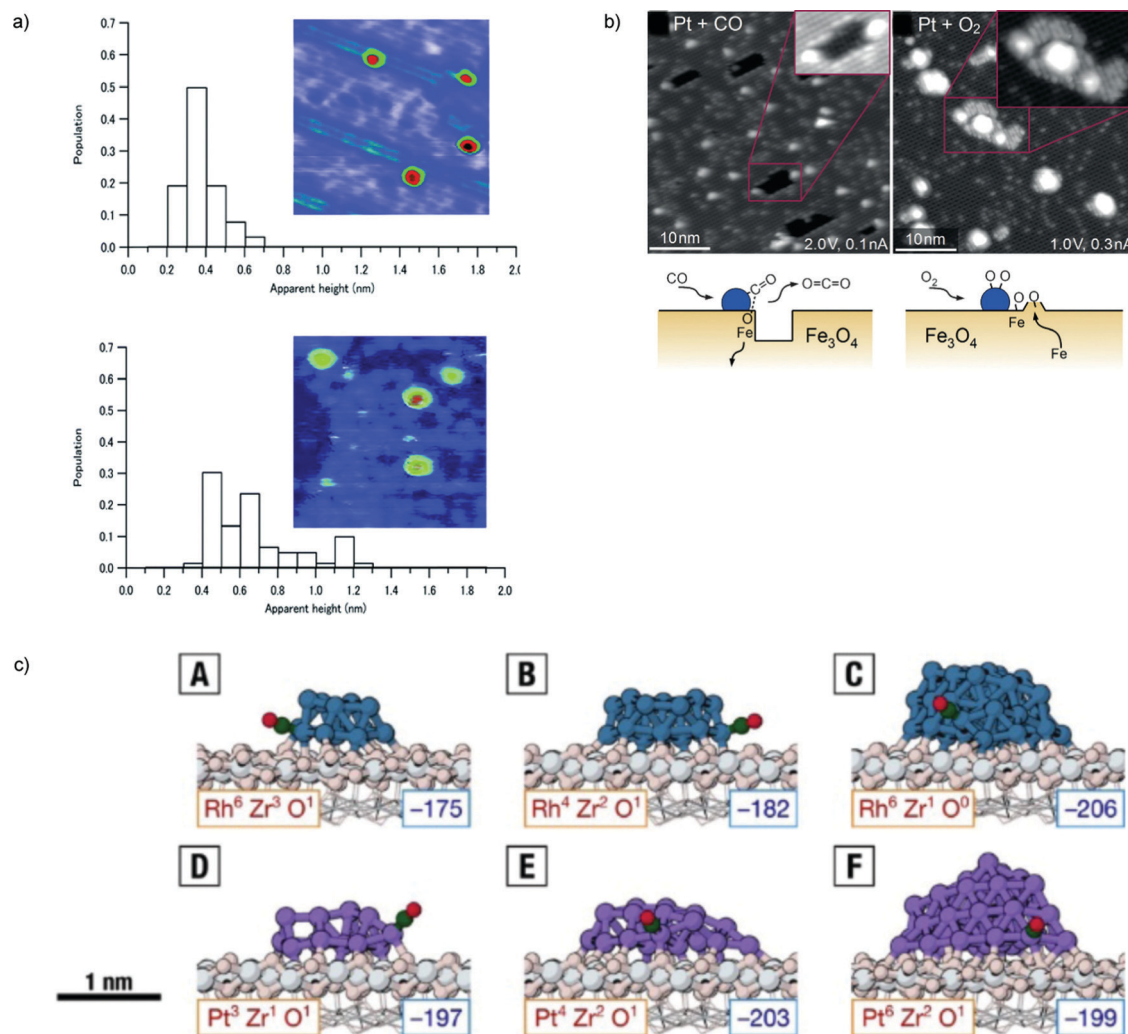 a)
Population
0.7
0.6
0.5
0.4
0.3
0.2
0.1
0.0
0.0 0.2 0.4 0.6 0.8 1.0 1.2 1.4 1.6 1.8 2.0
Apparent height (nm)
Population
0.7
0.6
0.5
0.4
0.3
0.2
0.1
0.0
0.0 0.2 0.4 0.6 0.8 1.0 1.2 1.4 1.6 1.8 2.0
Apparent height (nm)
b)
Pt + CO
10nm
2.0V, 0.1nA
Pt + O₂
10nm
1.0V, 0.3nA
CO
C O
O
Fe
O=C=O
Fe₃O₄
O₂
O O
O O
Fe
Fe₃O₄
Fe
c)
A
Rh⁶ Zr³ O¹
−175
B
Rh⁴ Zr² O¹
−182
C
Rh⁶ Zr¹ O⁰
−206
D
Pt³ Zr¹ O¹
−197
E
Pt⁴ Zr² O¹
−203
F
Pt⁶ Zr² O¹
−199
1 nm